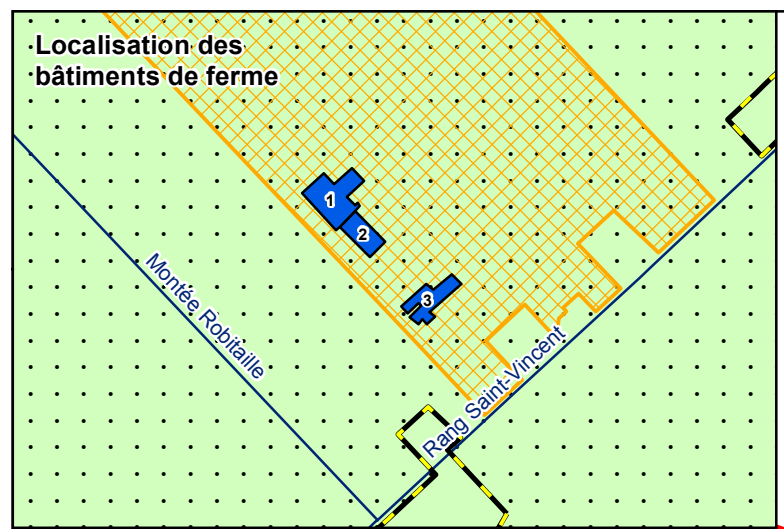 Localisation des
bâtiments de ferme
1
2
3
Montée Robitaille
Rang Saint-Vincent